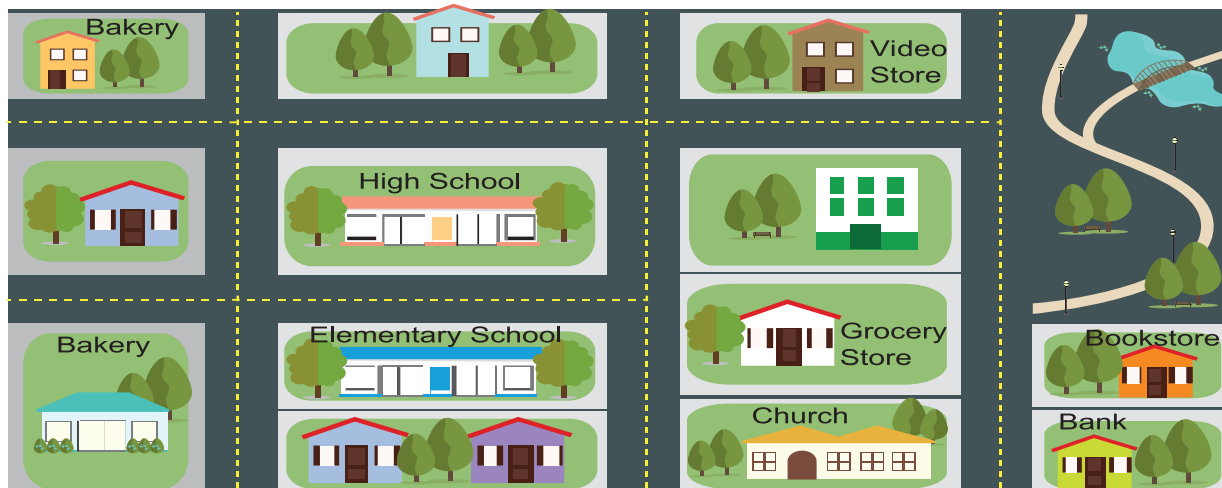 Bakery
Video
Store
High School
Elementary School
Bakery
Grocery
Store
Bookstore
Church
Bank